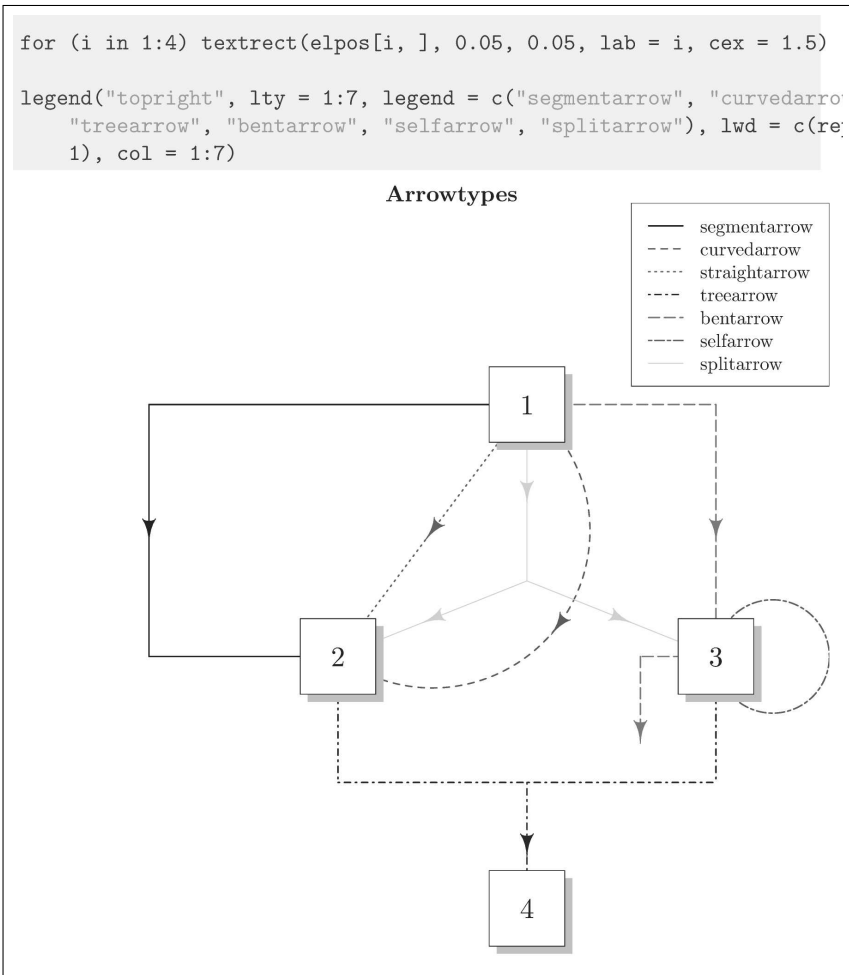 for (i in 1:4) textrect(elpos[i, ], 0.05, 0.05, lab = i, cex = 1.5)
legend("topright", lty = 1:7, legend = c("segmentarrow", "curvedarrow
"treearrow", "bentarrow", "selfarrow", "splitarrow"), lwd = c(rep
1), col = 1:7)
Arrowtypes
segmentarrow
curvedarrow
straightarrow
treearrow
bentarrow
selfarrow
splitarrow
1
2
3
4